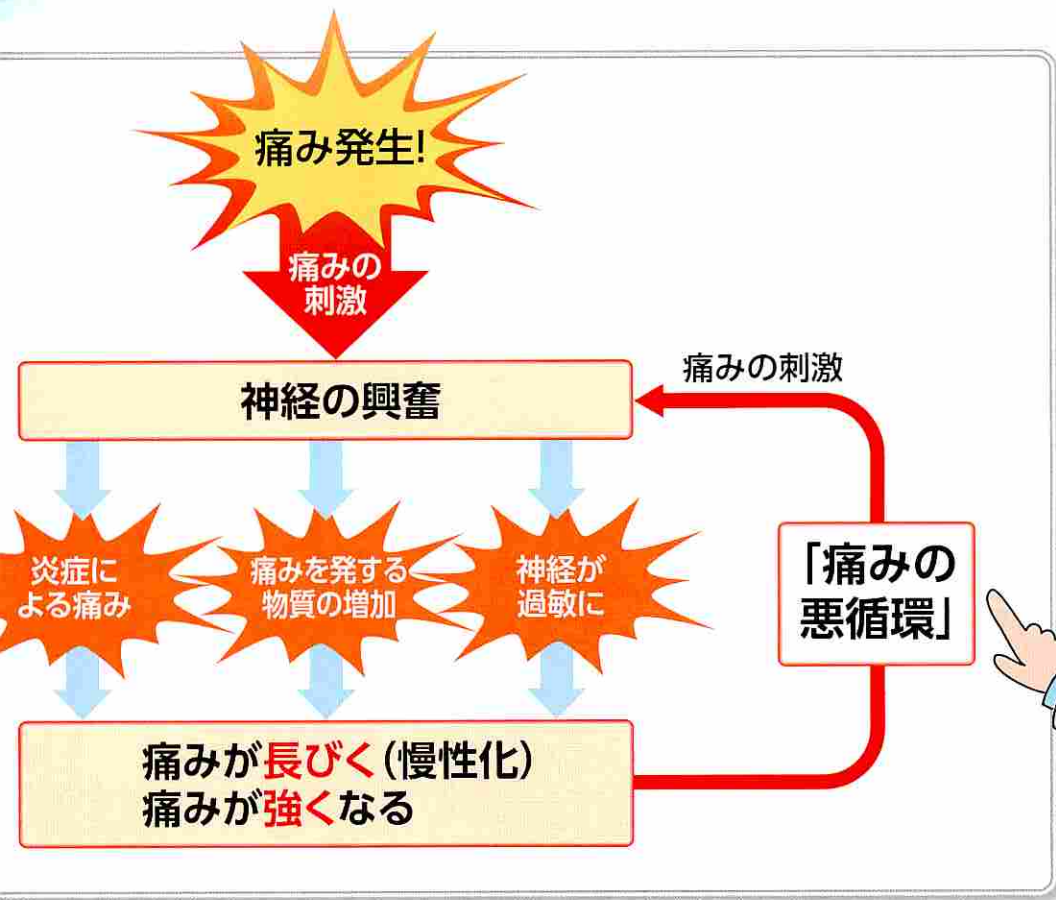 痛み発生!
痛みの
刺激
神経の興奮
痛みの刺激
炎症に
よる痛み
痛みを発する
物質の増加
神経が
過敏に
「痛みの
悪循環」
痛みが長びく(慢性化)
痛みが強くなる